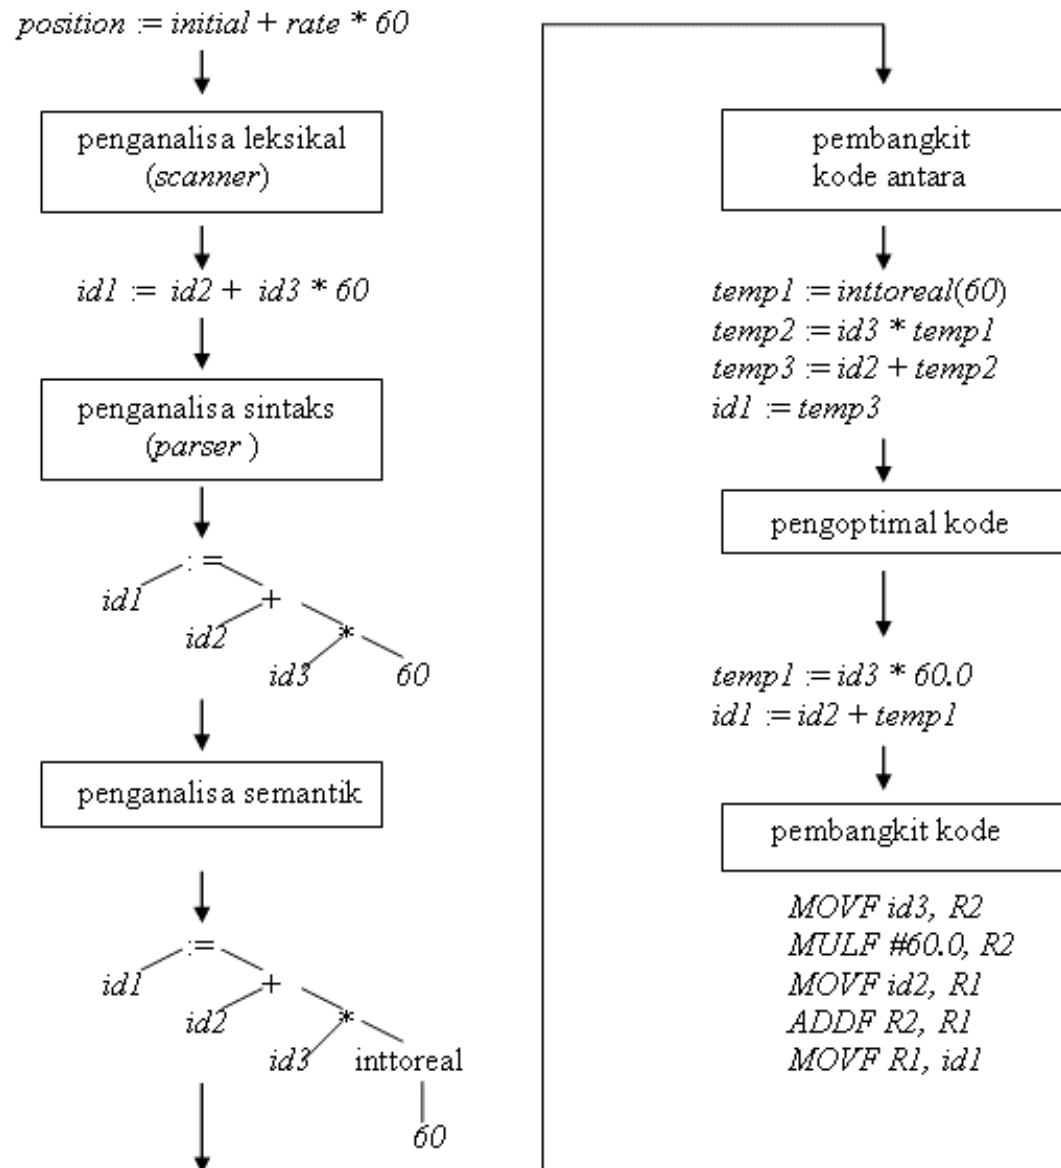 position := initial + rate * 60
penganalisa leksikal
(scanner)
id1 := id2 + id3 * 60
penganalisa sintaks
(parser )
:=
id1
+
id2
*
id3
60
penganalisa semantik
:=
id1
+
id2
*
id3
inttoreal
60
pembangkit
kode antara
temp1 := inttoreal(60)
temp2 := id3 * temp1
temp3 := id2 + temp2
id1 := temp3
pengoptimal kode
temp1 := id3 * 60.0
id1 := id2 + temp1
pembangkit kode
MOVF id3, R2
MULF #60.0, R2
MOVF id2, R1
ADDF R2, R1
MOVF R1, id1